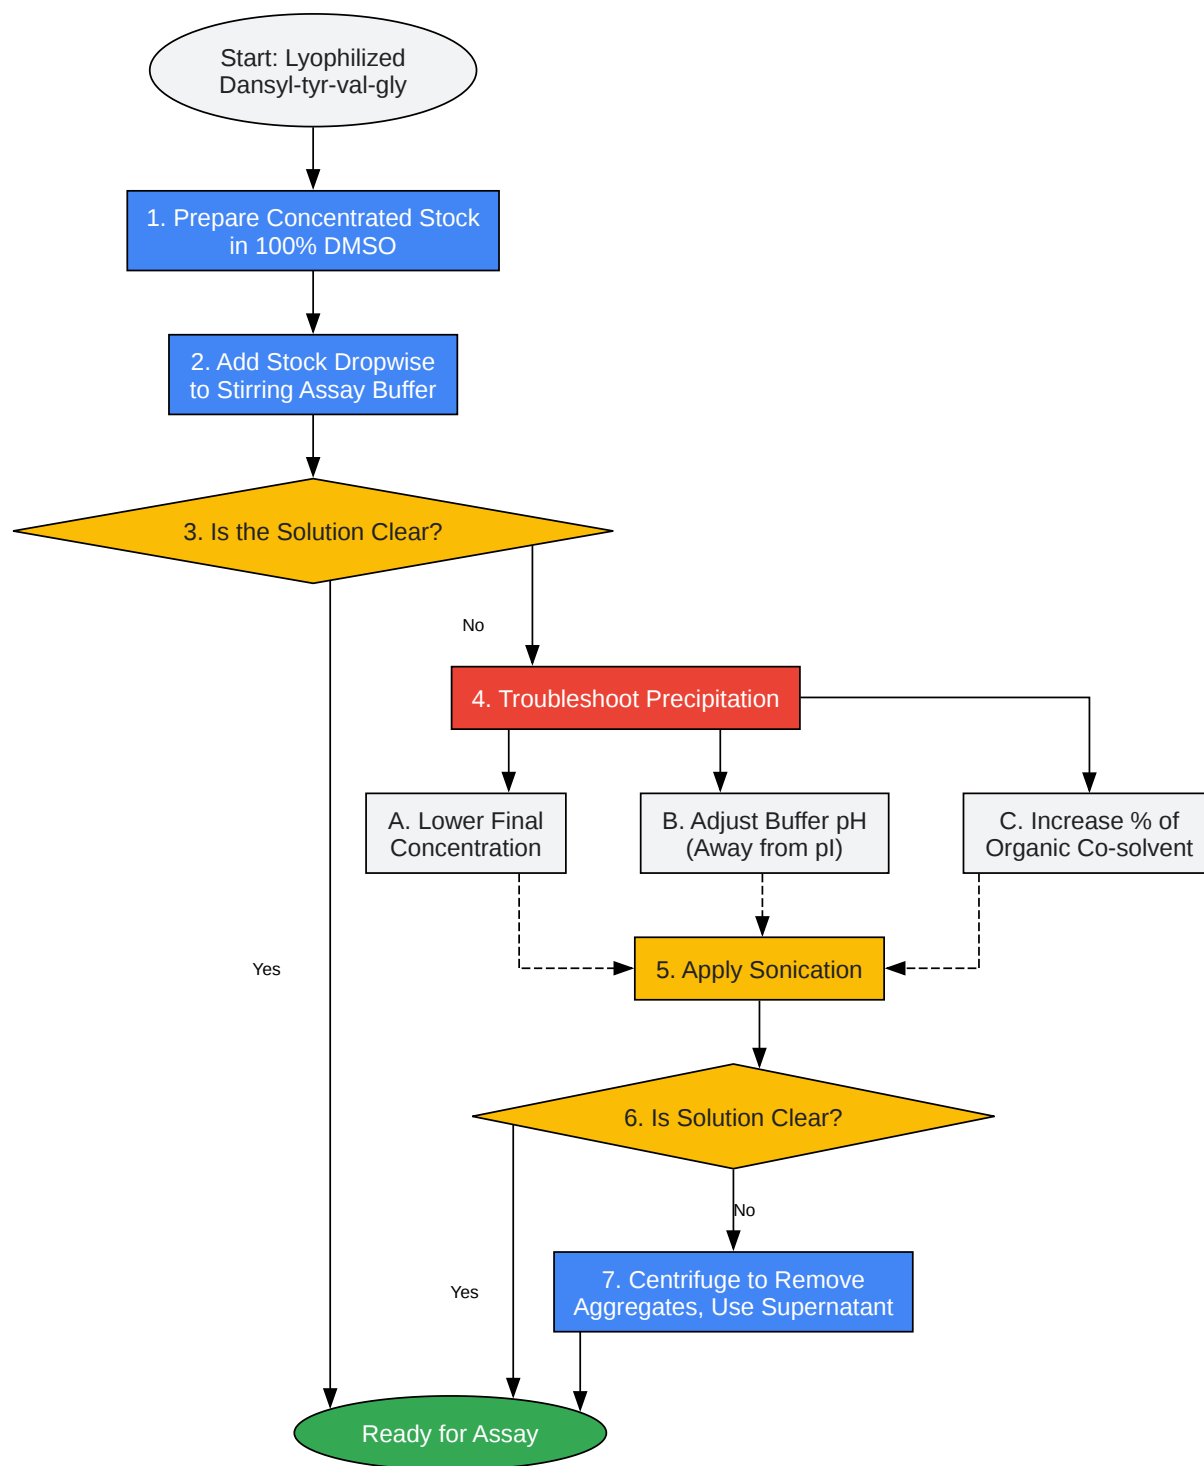 Start: Lyophilized
Dansyl-tyr-val-gly
1. Prepare Concentrated Stock
in 100% DMSO
2. Add Stock Dropwise
to Stirring Assay Buffer
3. Is the Solution Clear?
No
4. Troubleshoot Precipitation
A. Lower Final
Concentration
B. Adjust Buffer pH
(Away from pI)
C. Increase % of
Organic Co-solvent
Yes
5. Apply Sonication
6. Is Solution Clear?
No
7. Centrifuge to Remove
Aggregates, Use Supernatant
Yes
Ready for Assay